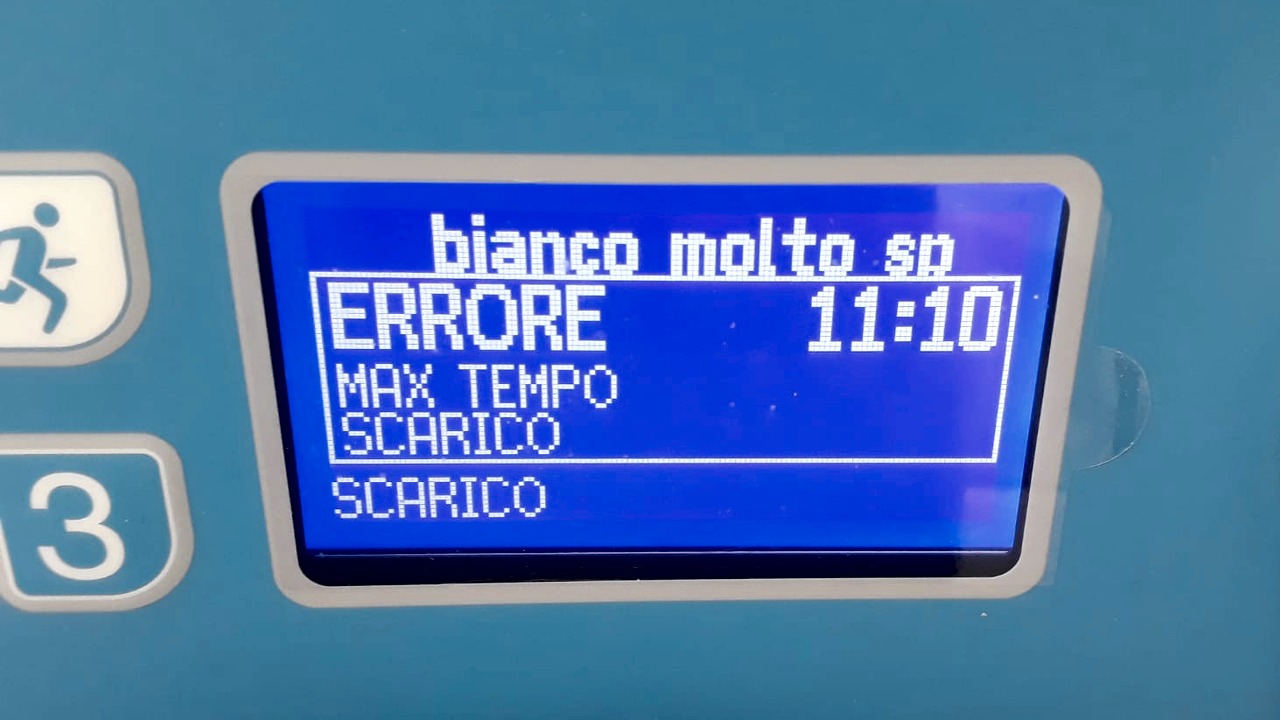 bianco molto sp
ERRORE 11:10
MAX TEMPO
SCARICO
SCARICO
3